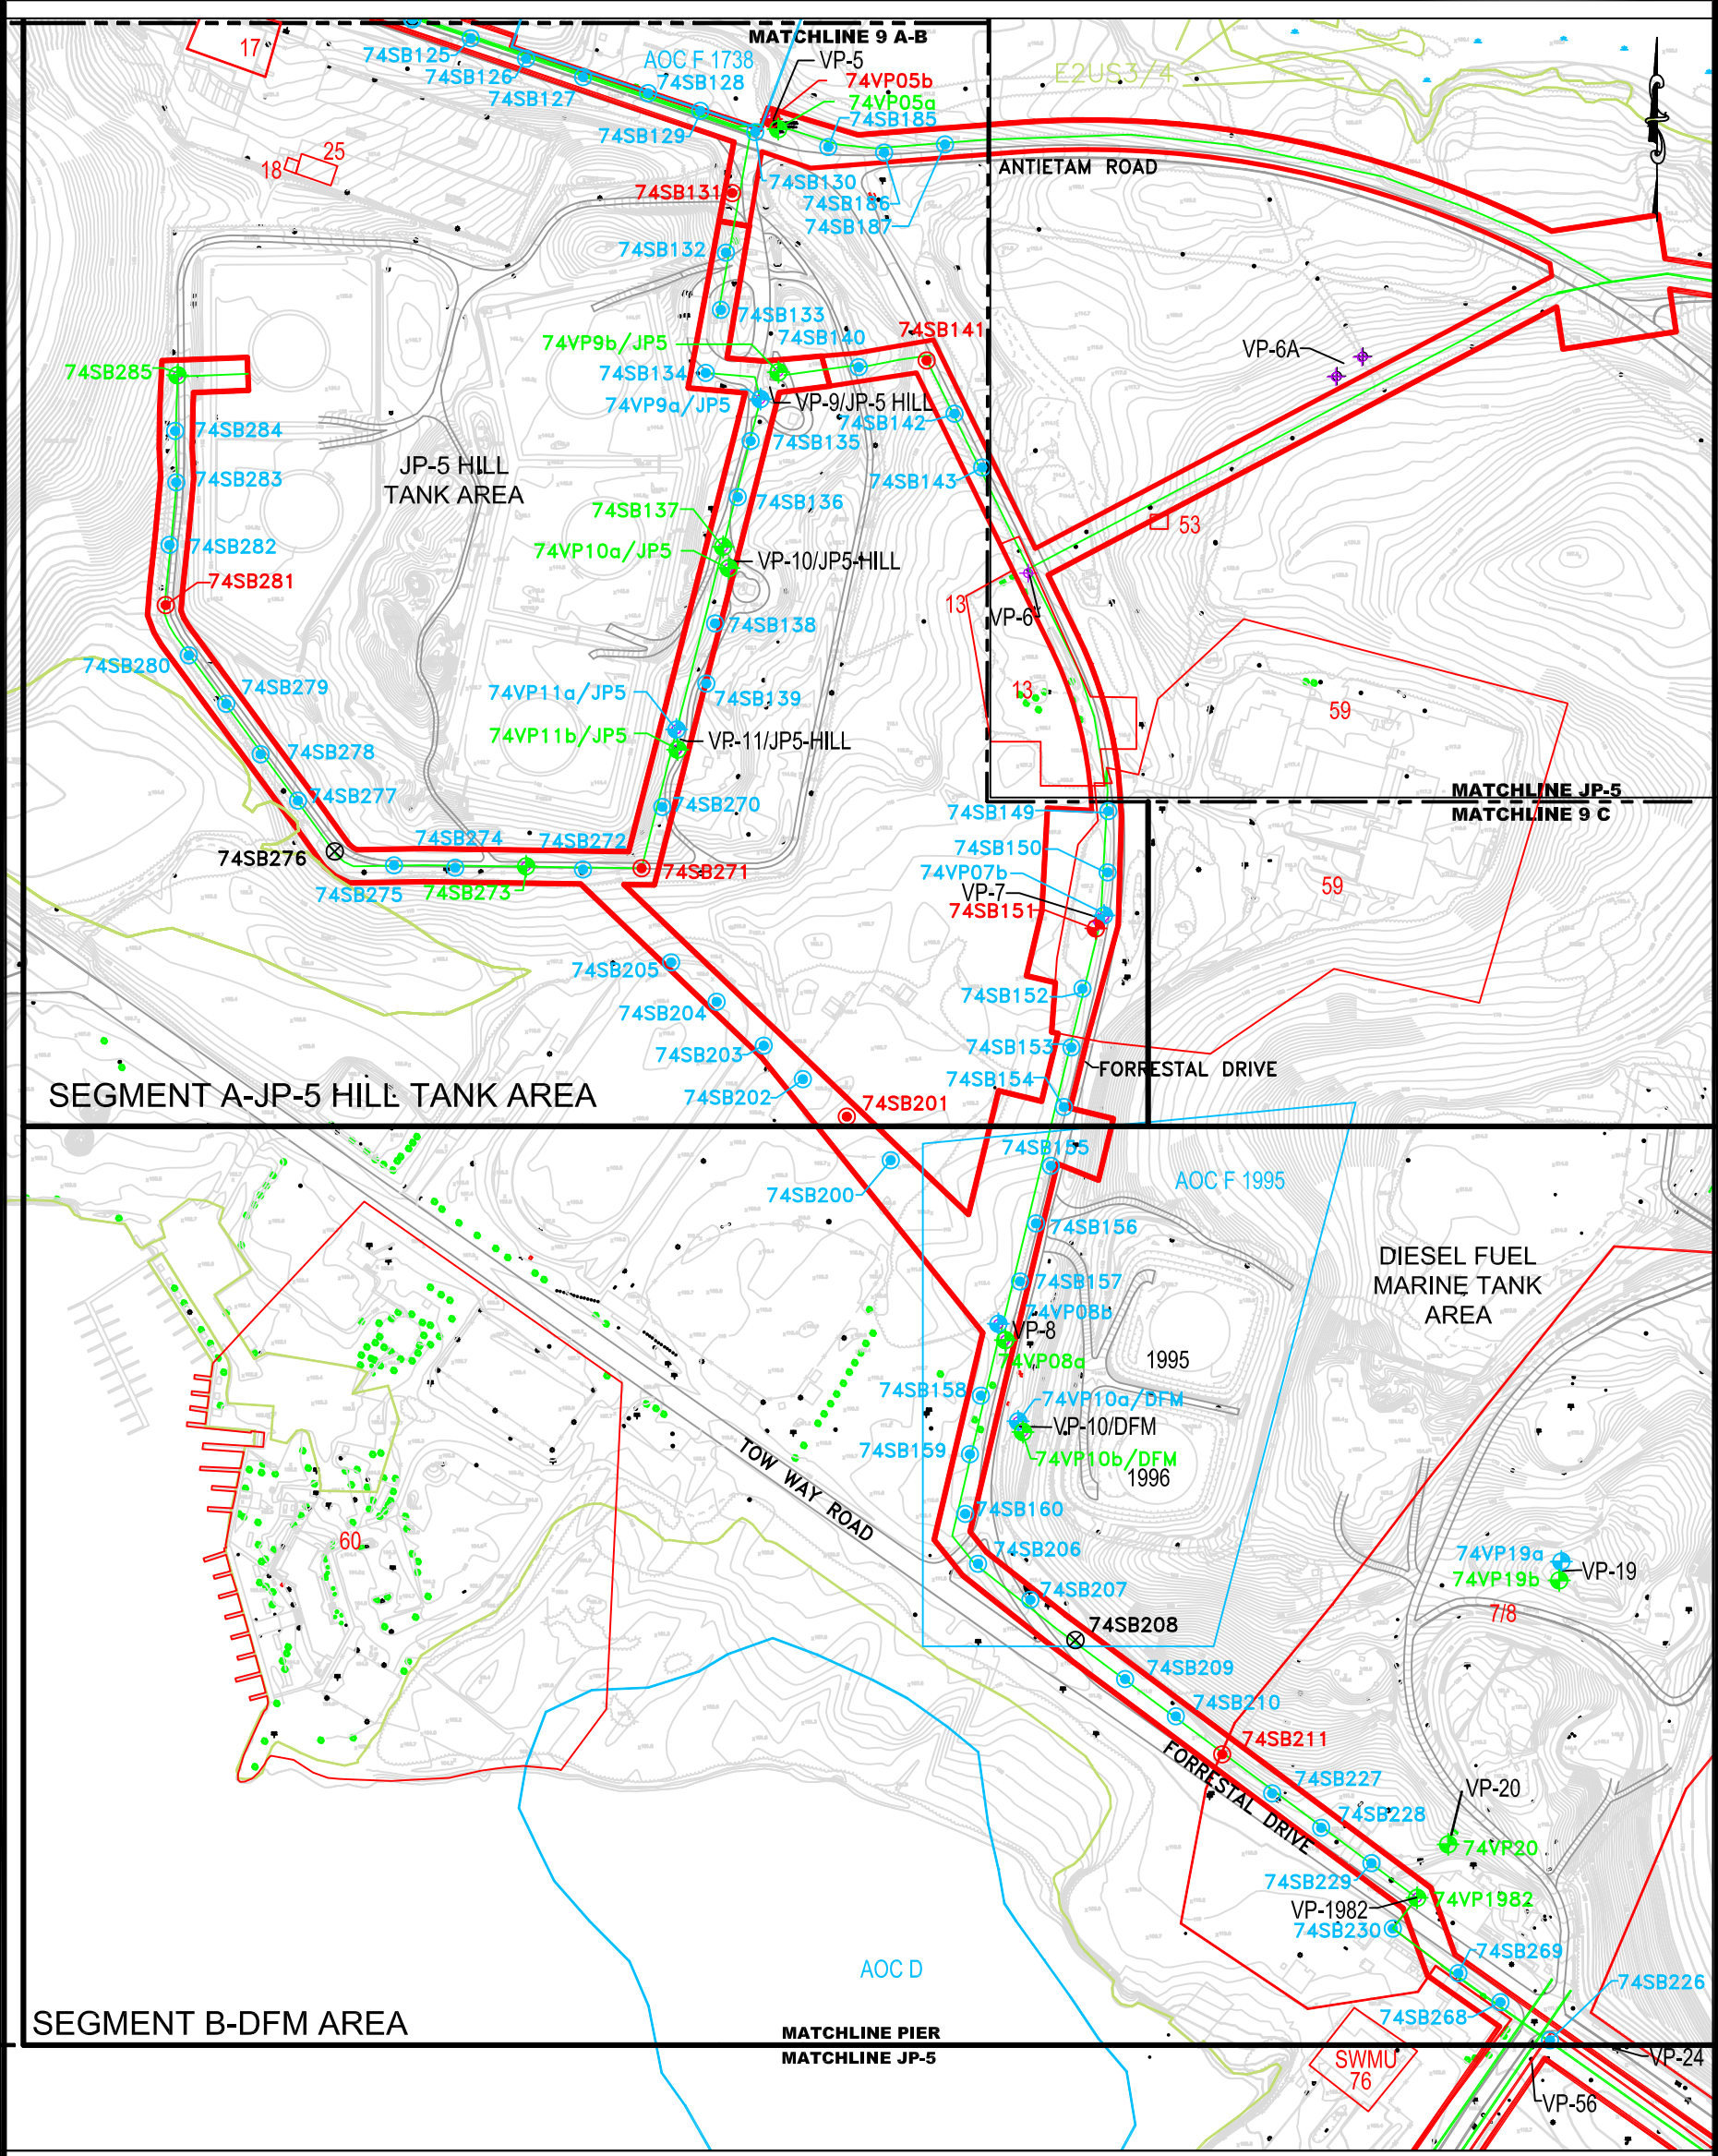 MATCHLINE 9 A-B
17
74SB125
74SB126
74SB127
AOC F 1738
74SB128
74SB129
VP-5
74VP05b
74VP05a
74SB185
E2US3/4
ANTIETAM ROAD
18
25
74SB131
74SB130
74SB186
74SB187
74SB132
74SB133
74SB140
74SB141
74VP9b/JP5
VP-6A
74SB285
74SB134
74VP9a/JP5
VP-9/JP-5 HILL
74SB142
74SB284
74SB135
JP-5 HILL
TANK AREA
74SB143
74SB283
74SB136
74SB137
53
74SB282
74VP10a/JP5
VP-10/JP5-HILL
74SB281
13
VP-6
74SB138
74SB280
74SB279
74VP11a/JP5
74SB139
13
59
74SB278
74VP11b/JP5
VP-11/JP5-HILL
MATCHLINE JP-5
MATCHLINE 9 C
74SB277
74SB270
74SB149
74SB276
74SB274
74SB272
74SB150
74SB275
74SB273
74SB271
74VP07b
VP-7
74SB151
59
74SB205
74SB152
74SB204
74SB203
74SB153
FORRESTAL DRIVE
74SB202
74SB154
SEGMENT A-JP-5 HILL TANK AREA
74SB201
74SB155
74SB200
AOC F 1995
74SB156
DIESEL FUEL
MARINE TANK
AREA
74SB157
74VP08b
VP-8
74VP08a
1995
74SB158
74VP10a/DFM
VP-10/DFM
74SB159
74VP10b/DFM
1996
TOW WAY ROAD
74SB160
60
74SB206
74VP19a
VP-19
74VP19b
74SB207
7/8
74SB208
74SB209
74SB210
74SB211
FORRESTAL DRIVE
74SB227
VP-20
74SB228
74VP20
74SB229
74VP1982
VP-1982
74SB230
74SB269
AOC D
74SB226
74SB268
SEGMENT B-DFM AREA
MATCHLINE PIER
MATCHLINE JP-5
SWMU
76
VP-24
VP-56